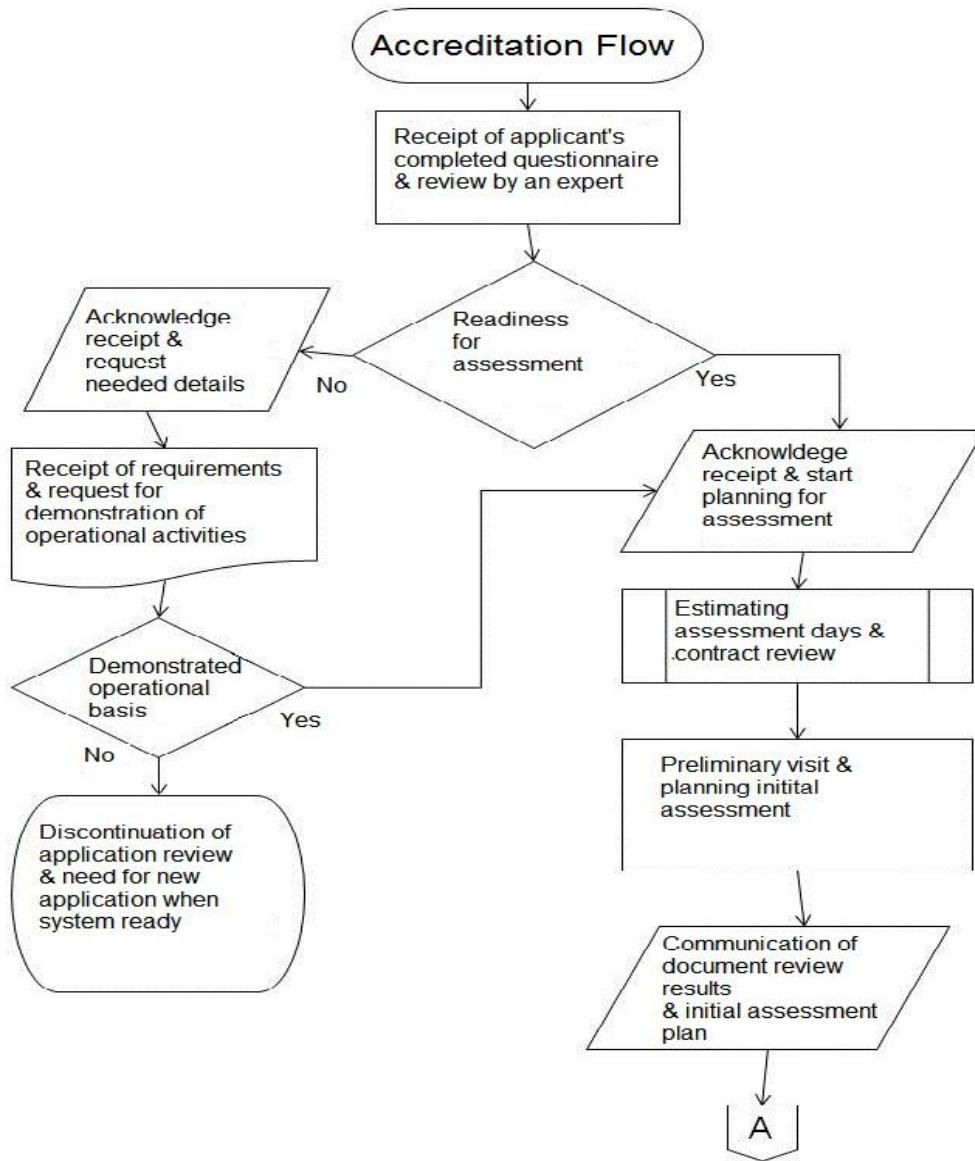 Accreditation Flow
Receipt of applicant's
completed questionnaire
& review by an expert
Readiness
for
assessment
No
Yes
Acknowledge
receipt &
request
needed details
Receipt of requirements
& request for
demonstration of
operational activities
Demonstrated
operational
basis
Yes
No
Discontinuation of
application review
& need for new
application when
system ready
Acknowldege
receipt & start
planning for
assessment
Estimating
assessment days &
.contract review
Preliminary visit &
planning initital
assessment
Communication of
document review
results
& initial assessment
plan
A